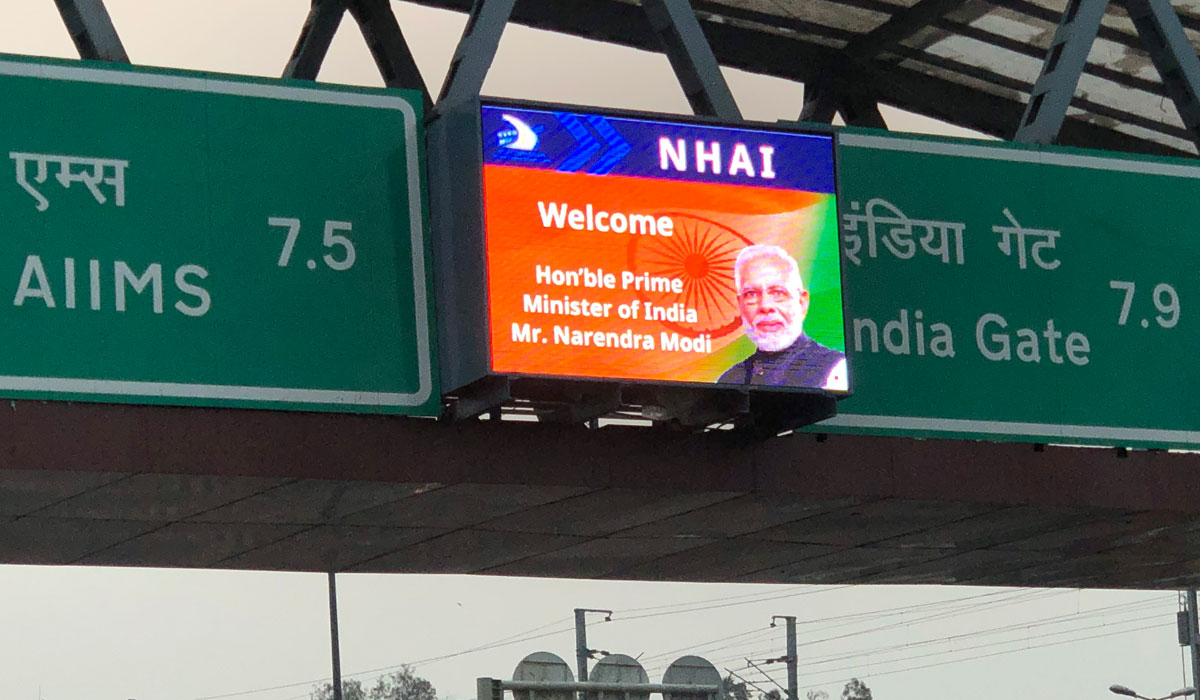 एम्स
AIIMS
7.5
NHAI
Welcome
Hon'ble Prime
Minister of India
Mr. Narendra Modi
इंडिया गेट
ndia Gate
7.9